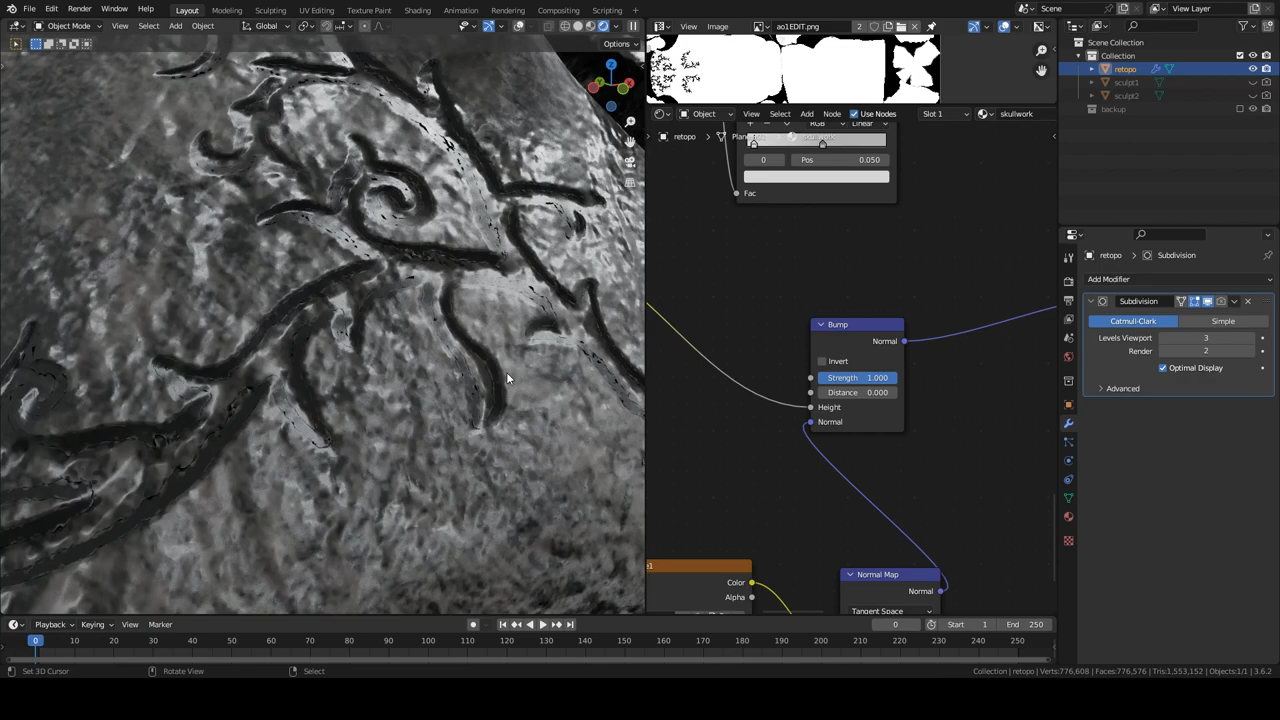 File Edit Render Window Help Layout Modeling Sculpting UV Editing Texture Paint Shading Animation Rendering Compositing Scripting Scene View Layer
Object Mode View Select Add Object Global View Image ao1EDIT.png 2
Options Scene Collection
Collection
retopo
sculpt1
sculpt2
backup
Object View Select Add Node Use Nodes Slot 1 skullwork
RGB Linear
retopo
0 Pos 0.050
Fac
retopo Subdivision
Add Modifier
Subdivision
Catmull-Clark Simple
Levels Viewport 3
Render 2
Optimal Display
Advanced
Bump
Normal
Invert
Strength 1.000
Distance 0.000
Height
Normal
e1
Color
Alpha
Normal Map
Normal
Tangent Space
Playback Keying View Marker 0 Start 1 End 250
0 10 20 30 40 50 60 70 80 90 100 110 120 130 140 150 160 170 180 190 200 210 220 230 240 250
Set 3D Cursor Rotate View Select Collection | retopo | Verts:776,608 | Faces:776,576 | Tris:1,553,152 | Objects:1/1 | 3.6.2